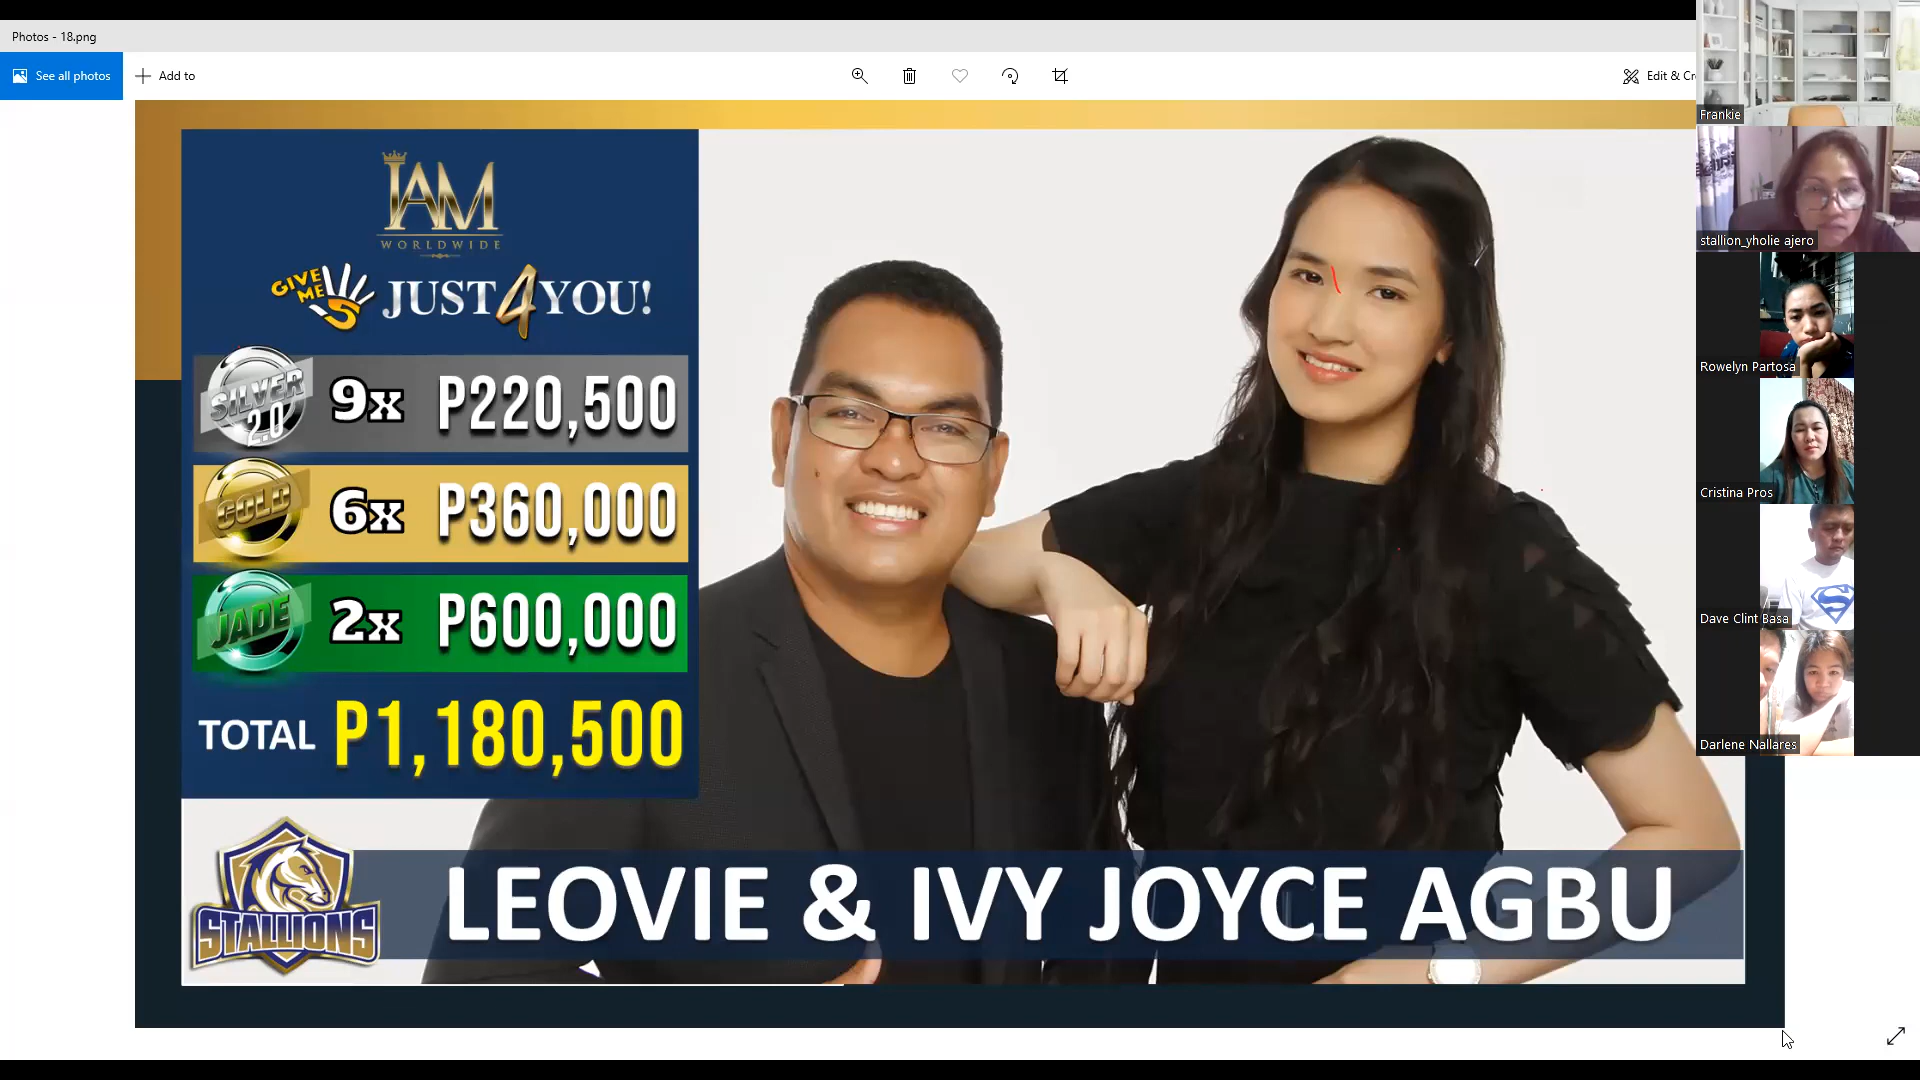 Photos - 18.png
See all photos
Add to
Edit & Cr
IAM
WORLDWIDE
GIVE
ME
5
JUST4YOU!
SILVER
2.0
9x P220,500
GOLD
6x P360,000
JADE
2x P600,000
TOTAL P1,180,500
STALLIONS
LEOVIE & IVY JOYCE AGBU
Frankie
stallion_yholie ajero
Rowelyn Partosa
Cristina Pros
Dave Clint Basa
Darlene Nallares